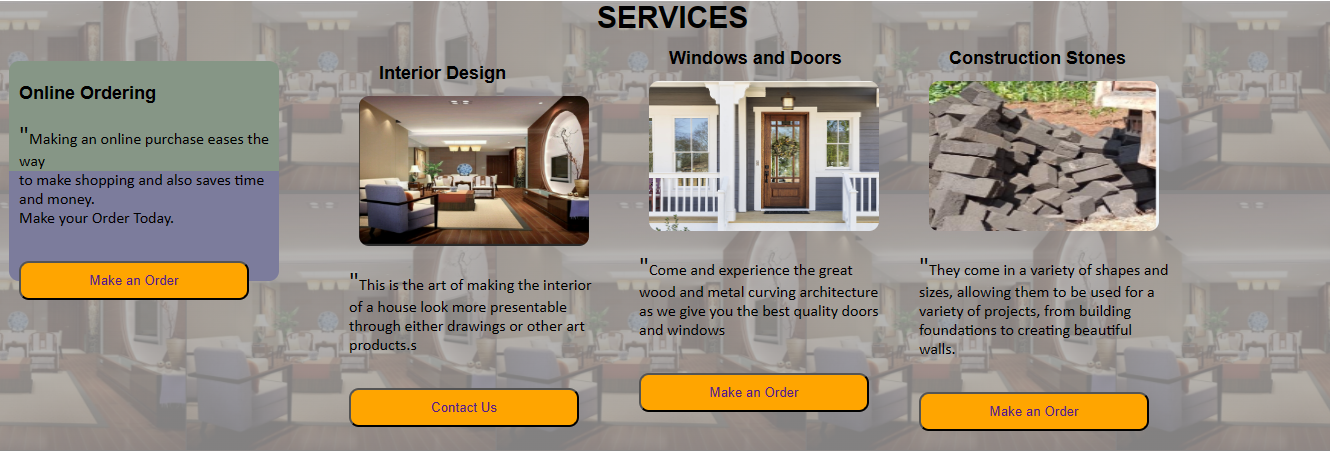 SERVICES
Online Ordering
"Making an online purchase eases the
way
to make shopping and also saves time
and money.
Make your Order Today.
Make an Order
Interior Design
"This is the art of making the interior
of a house look more presentable
through either drawings or other art
products.s
Contact Us
Windows and Doors
"Come and experience the great
wood and metal curving architecture
as we give you the best quality doors
and windows
Make an Order
Construction Stones
"They come in a variety of shapes and
sizes, allowing them to be used for a
variety of projects, from building
foundations to creating beautiful
walls.
Make an Order